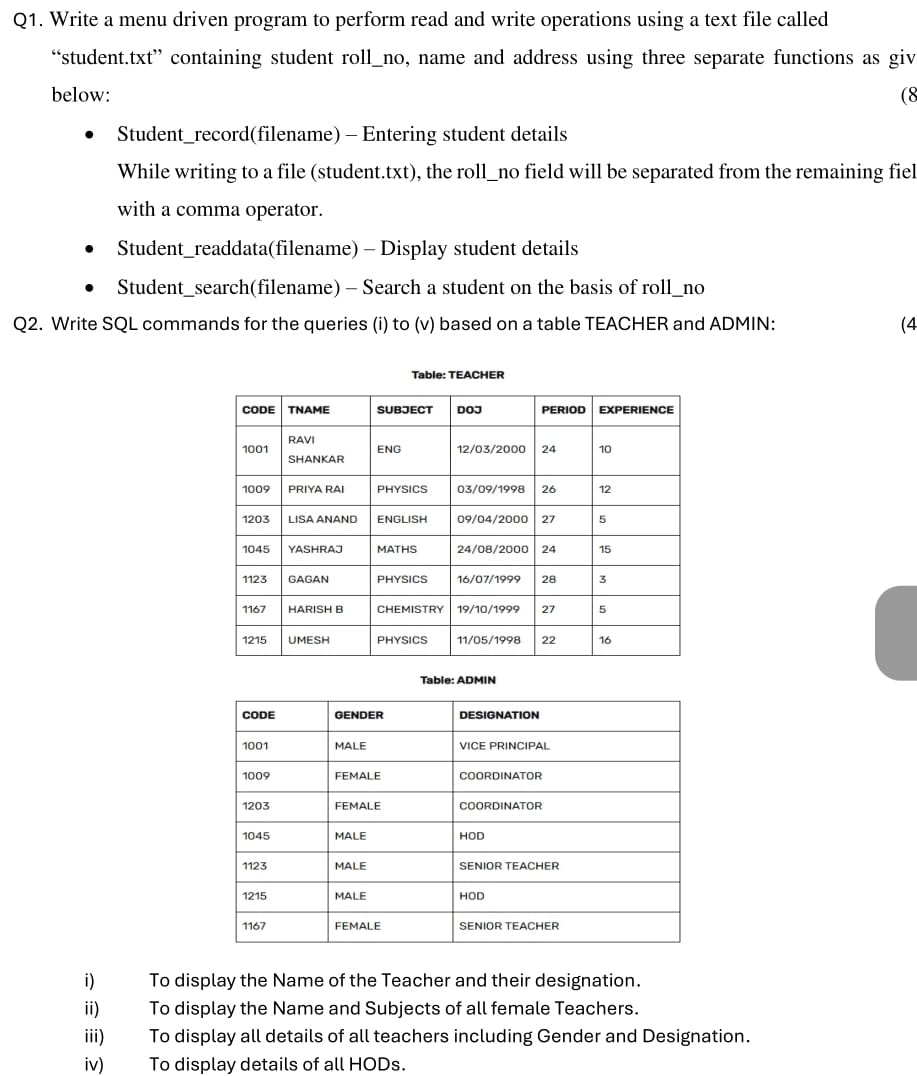 Q1. Write a menu driven program to perform read and write operations using a text file called
“student.txt” containing student roll_no, name and address using three separate functions as giv
below: (8
• Student_record(filename) – Entering student details
While writing to a file (student.txt), the roll_no field will be separated from the remaining fiel
with a comma operator.
• Student_readdata(filename) – Display student details
• Student_search(filename) – Search a student on the basis of roll_no
Q2. Write SQL commands for the queries (i) to (v) based on a table TEACHER and ADMIN: (4
Table: TEACHER
CODE TNAME SUBJECT DOJ PERIOD EXPERIENCE
1001 RAVI SHANKAR ENG 12/03/2000 24 10
1009 PRIYA RAI PHYSICS 03/09/1998 26 12
1203 LISA ANAND ENGLISH 09/04/2000 27 5
1045 YASHRAJ MATHS 24/08/2000 24 15
1123 GAGAN PHYSICS 16/07/1999 28 3
1167 HARISH B CHEMISTRY 19/10/1999 27 5
1215 UMESH PHYSICS 11/05/1998 22 16
Table: ADMIN
CODE GENDER DESIGNATION
1001 MALE VICE PRINCIPAL
1009 FEMALE COORDINATOR
1203 FEMALE COORDINATOR
1045 MALE HOD
1123 MALE SENIOR TEACHER
1215 MALE HOD
1167 FEMALE SENIOR TEACHER
i) To display the Name of the Teacher and their designation.
ii) To display the Name and Subjects of all female Teachers.
iii) To display all details of all teachers including Gender and Designation.
iv) To display details of all HODs.